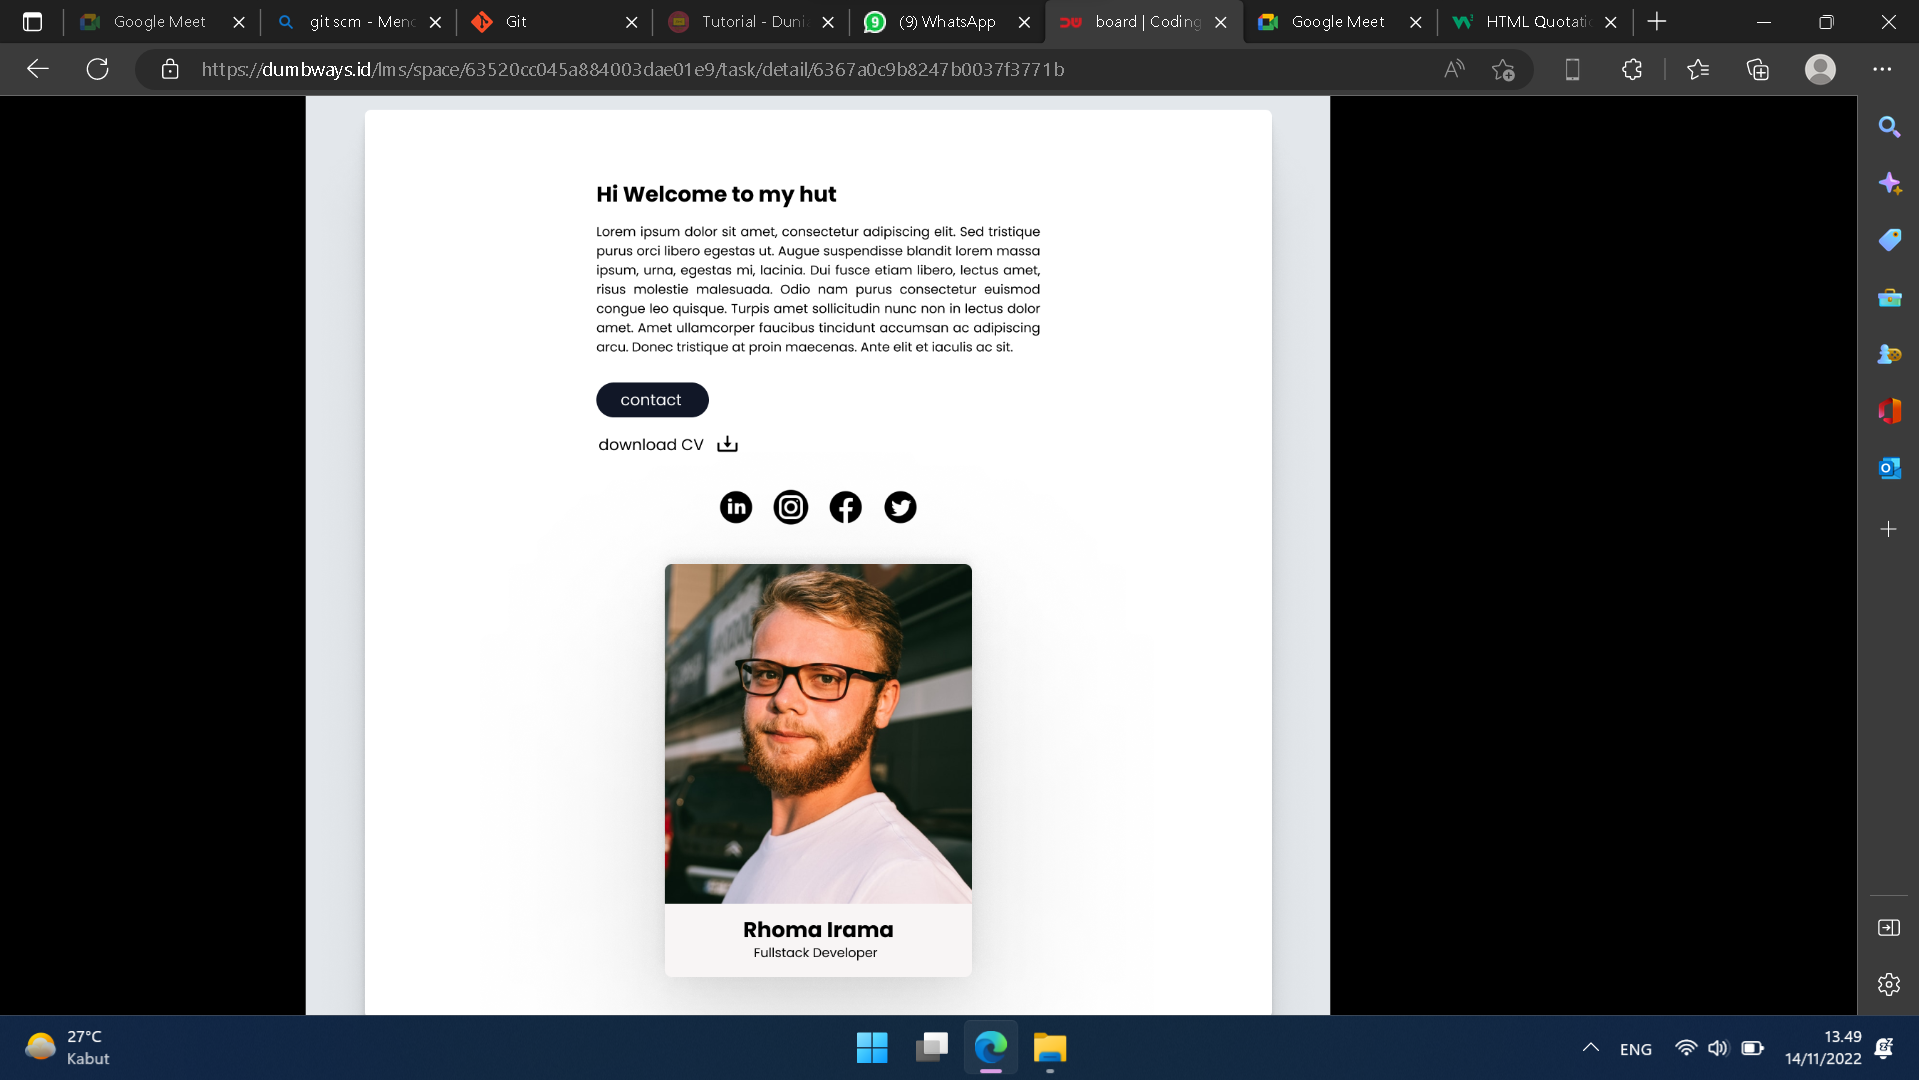 Google Meet
git scm - Menc
Git
Tutorial - Dunia
(9) WhatsApp
board | Coding
Google Meet
HTML Quotati
https://dumbways.id/lms/space/63520cc045a884003dae01e9/task/detail/6367a0c9b8247b0037f3771b
Hi Welcome to my hut
Lorem ipsum dolor sit amet, consectetur adipiscing elit. Sed tristique
purus orci libero egestas ut. Augue suspendisse blandit lorem massa
ipsum, urna, egestas mi, lacinia. Dui fusce etiam libero, lectus amet,
risus molestie malesuada. Odio nam purus consectetur euismod
congue leo quisque. Turpis amet sollicitudin nunc non in lectus dolor
amet. Amet ullamcorper faucibus tincidunt accumsan ac adipiscing
arcu. Donec tristique at proin maecenas. Ante elit et iaculis ac sit.
contact
download CV
in
Rhoma Irama
Fullstack Developer
27°C
Kabut
ENG
13.49
14/11/2022